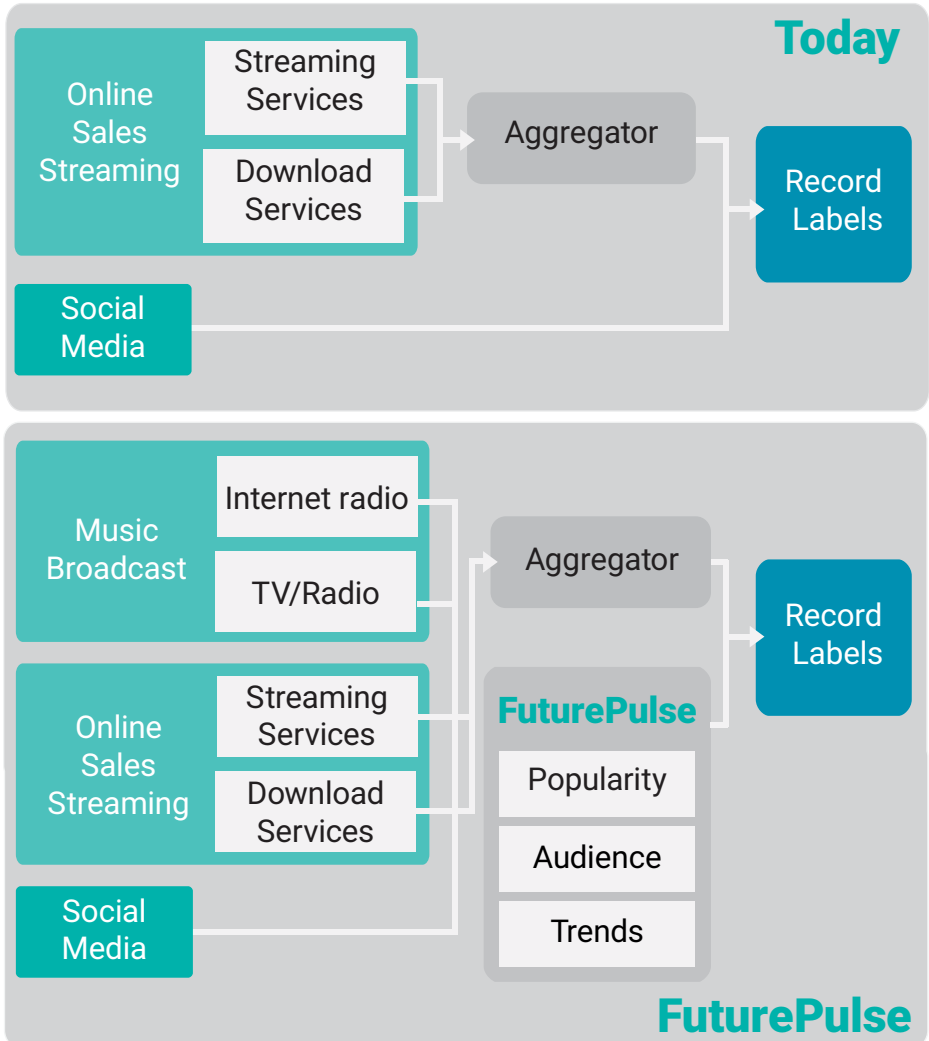 Today
Online
Sales
Streaming
Streaming
Services
Download
Services
Aggregator
Record
Labels
Social
Media
Music
Broadcast
Internet radio
TV/Radio
Aggregator
Record
Labels
Online
Sales
Streaming
Streaming
Services
Download
Services
FuturePulse
Popularity
Audience
Trends
Social
Media
FuturePulse